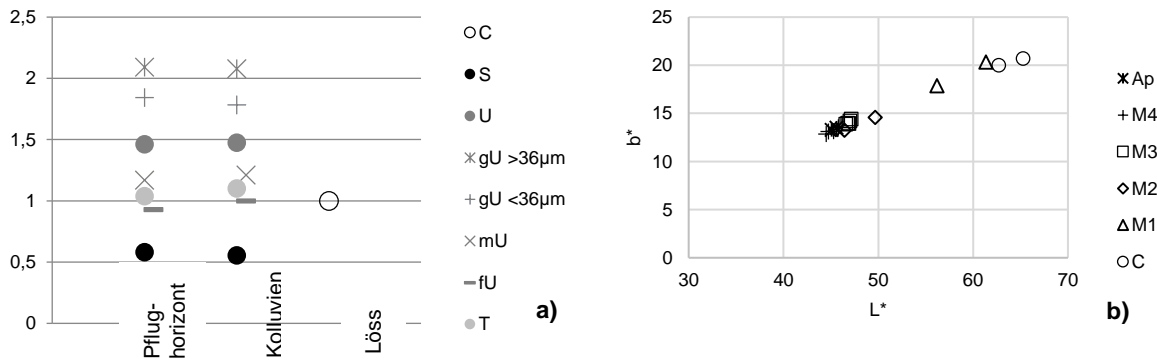 2,5
2
1,5
1
0,5
0
Pflug-
horizont
Kolluvien
Löss
C
S
U
gU >36µm
gU <36µm
mU
fU
T
a)
25
20
15
10
5
0
b*
30 40 50 60 70
L*
Ap
M4
M3
M2
M1
C
b)